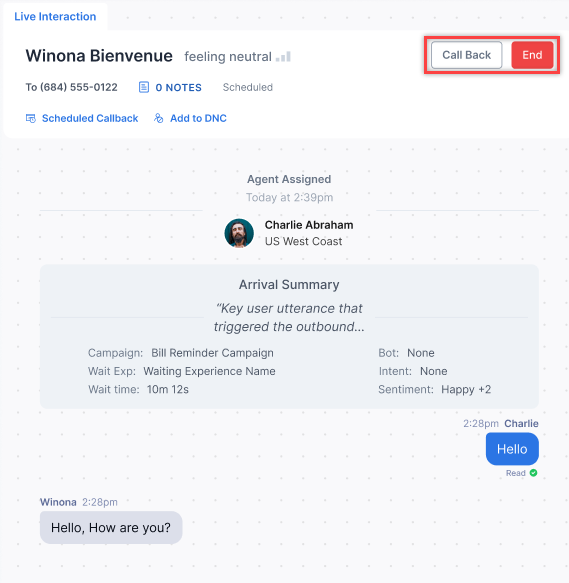 Live Interaction
Winona Bienvenue feeling neutral
Call Back End
To (684) 555-0122 0 NOTES Scheduled
Scheduled Callback Add to DNC
Agent Assigned
Today at 2:39pm
Charlie Abraham
US West Coast
Arrival Summary
“Key user utterance that
triggered the outbound...
Campaign: Bill Reminder Campaign Bot: None
Wait Exp: Waiting Experience Name Intent: None
Wait time: 10m 12s Sentiment: Happy +2
2:28pm Charlie
Hello
Read
Winona 2:28pm
Hello, How are you?